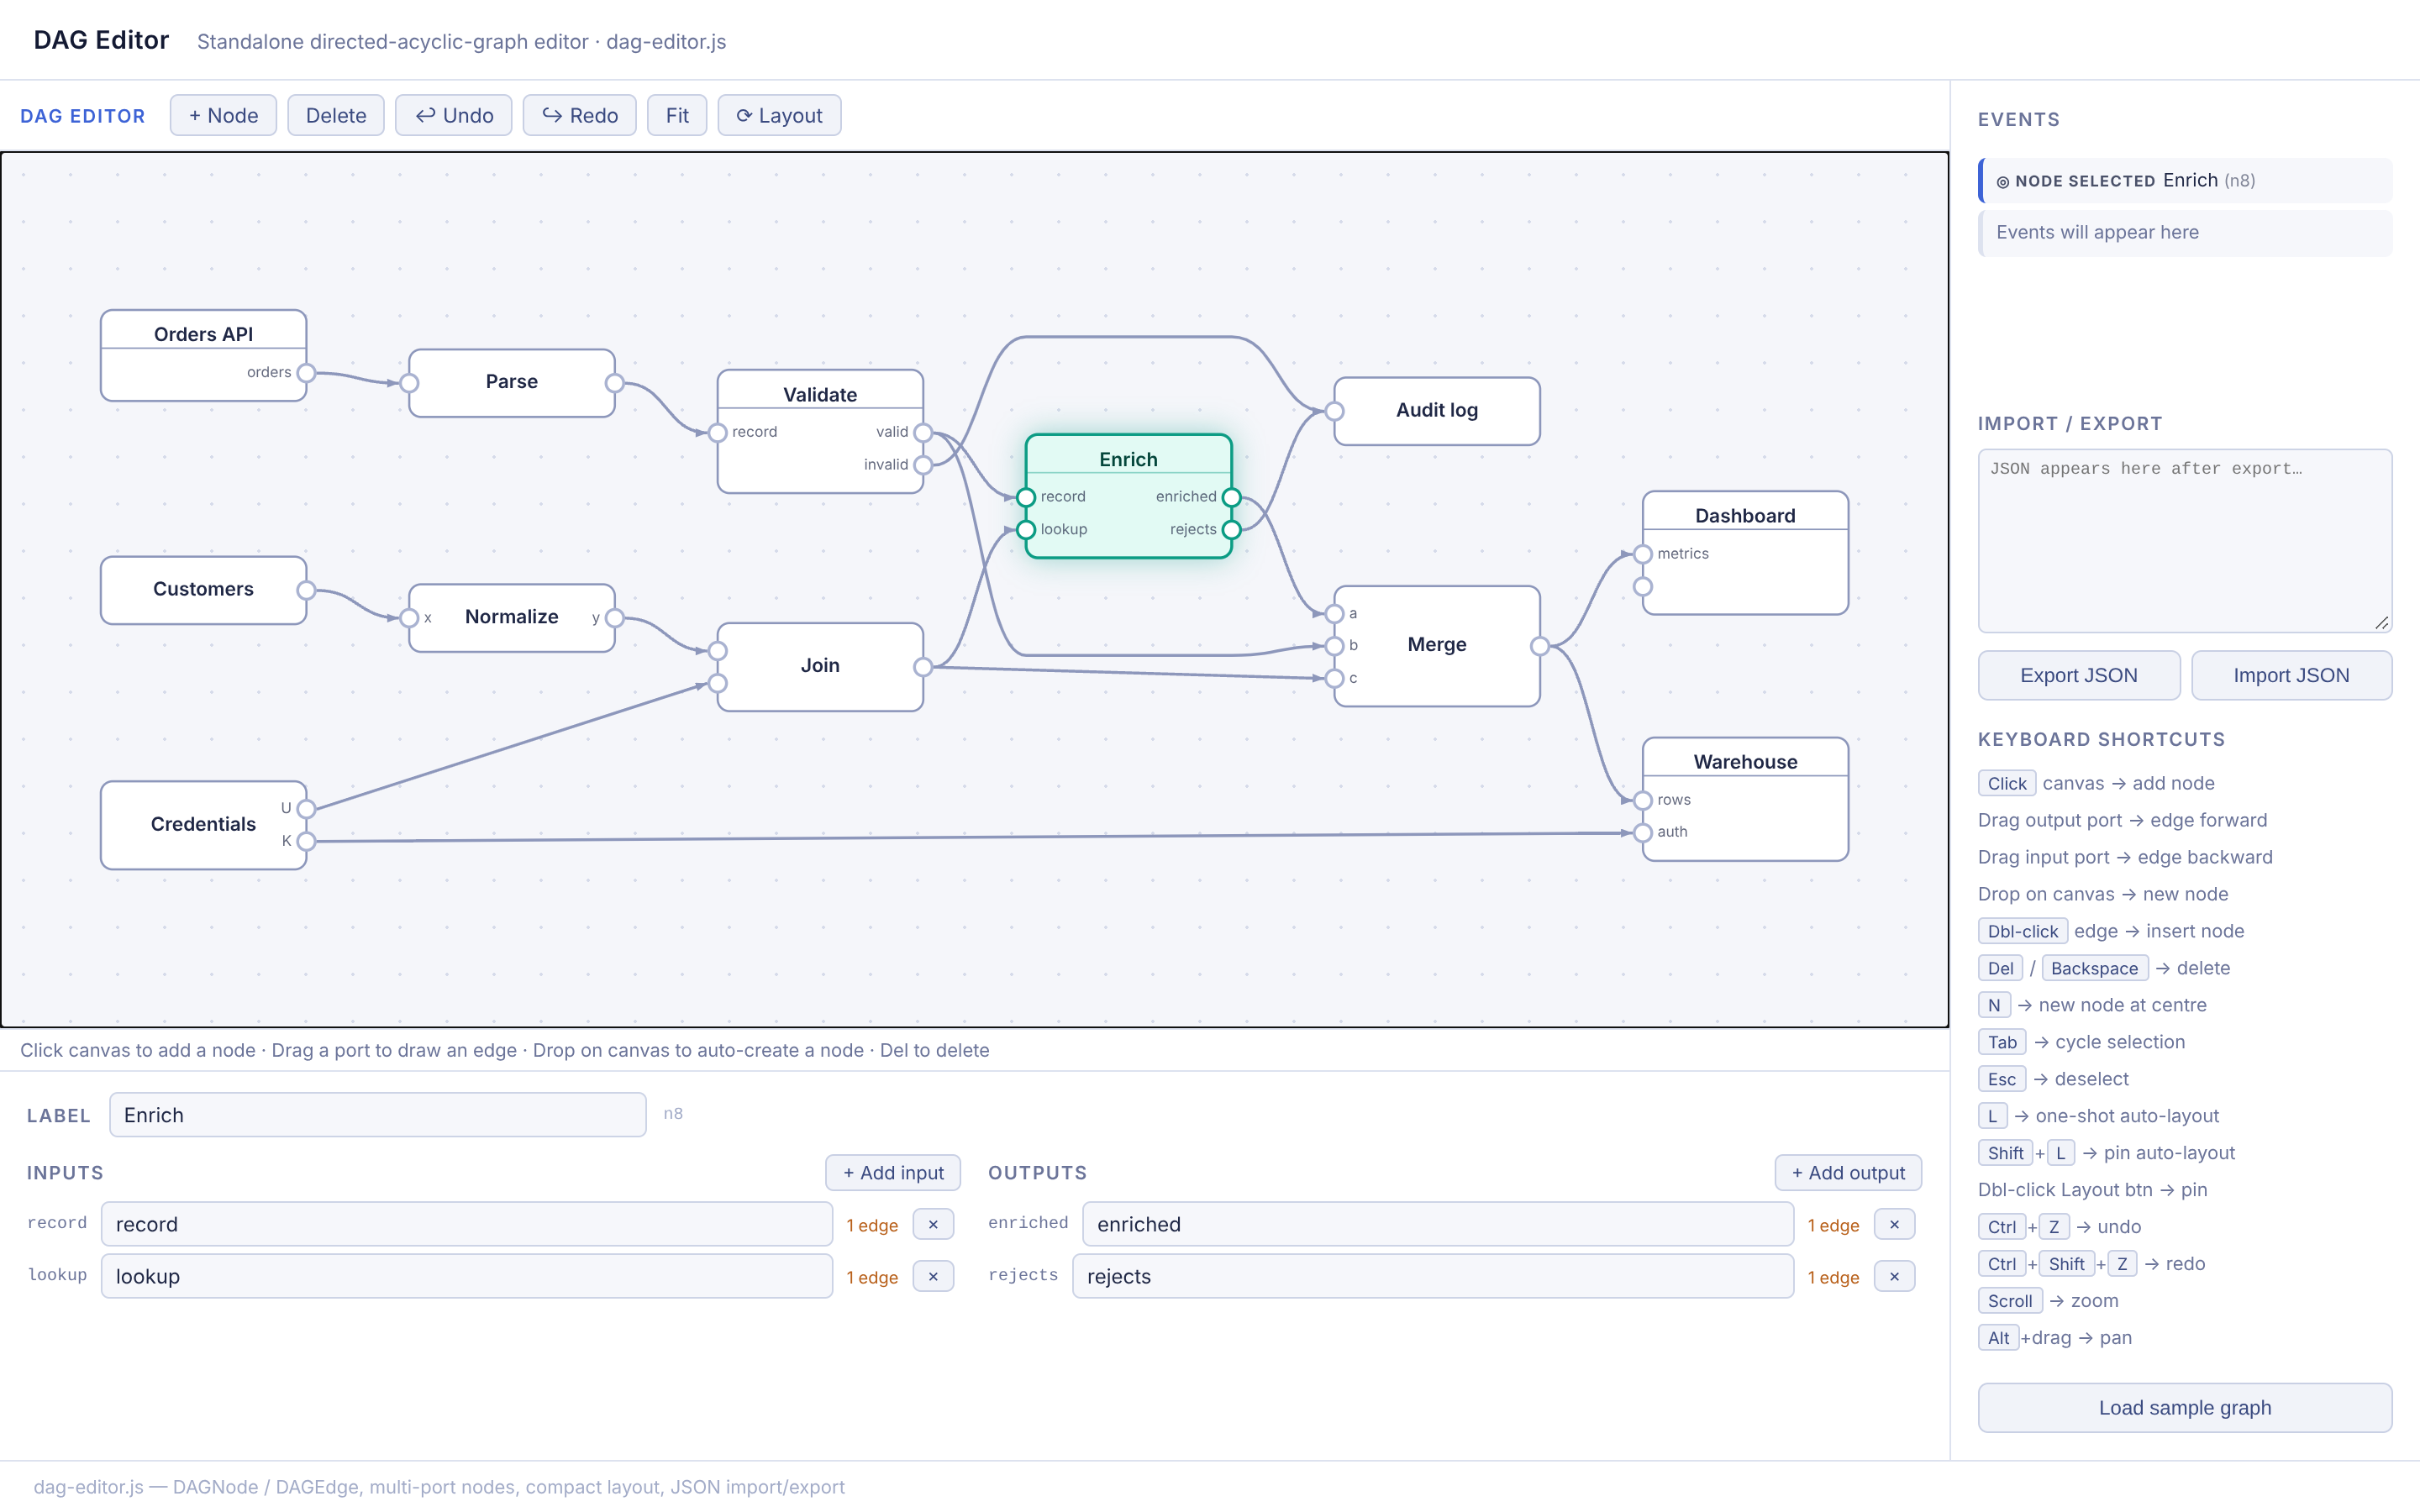 DAG Editor Standalone directed-acyclic-graph editor · dag-editor.js
DAG EDITOR + Node Delete ↩ Undo ↪ Redo Fit ⟳ Layout
Orders API
orders
Parse
Validate
record valid
invalid
Enrich
record enriched
lookup rejects
Audit log
Customers
x Normalize y
Join
a
b Merge
c
Dashboard
metrics
Credentials
U
K
Warehouse
rows
auth
Click canvas to add a node · Drag a port to draw an edge · Drop on canvas to auto-create a node · Del to delete
LABEL Enrich n8
INPUTS + Add input
record record 1 edge ×
lookup lookup 1 edge ×
OUTPUTS + Add output
enriched enriched 1 edge ×
rejects rejects 1 edge ×
EVENTS
◎ NODE SELECTED Enrich (n8)
Events will appear here
IMPORT / EXPORT
JSON appears here after export…
Export JSON Import JSON
KEYBOARD SHORTCUTS
Click canvas → add node
Drag output port → edge forward
Drag input port → edge backward
Drop on canvas → new node
Dbl-click edge → insert node
Del / Backspace → delete
N → new node at centre
Tab → cycle selection
Esc → deselect
L → one-shot auto-layout
Shift+L → pin auto-layout
Dbl-click Layout btn → pin
Ctrl+Z → undo
Ctrl+Shift+Z → redo
Scroll → zoom
Alt+drag → pan
Load sample graph
dag-editor.js — DAGNode / DAGEdge, multi-port nodes, compact layout, JSON import/export